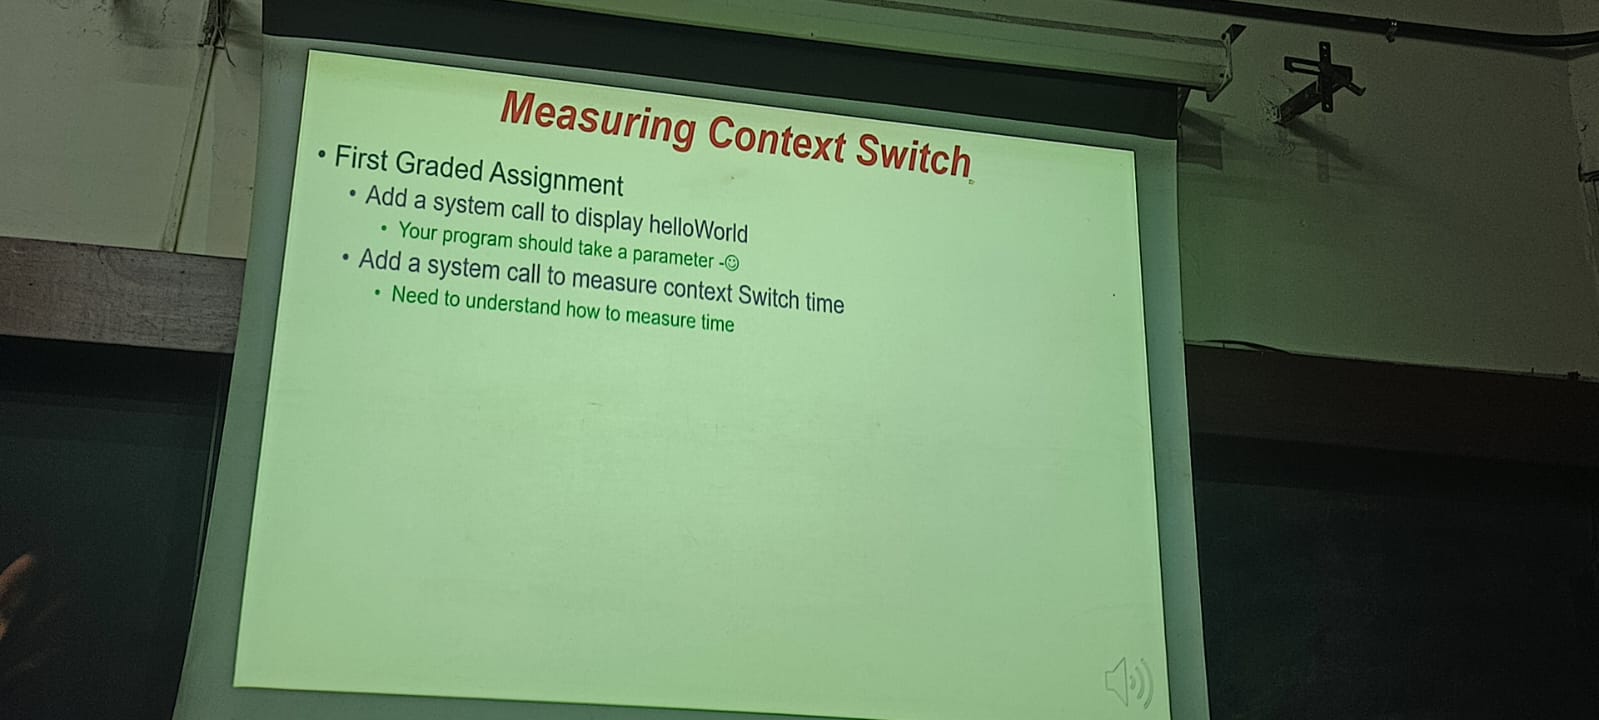 Measuring Context Switch
• First Graded Assignment
• Add a system call to display helloWorld
• Your program should take a parameter -☺
• Add a system call to measure context Switch time
• Need to understand how to measure time